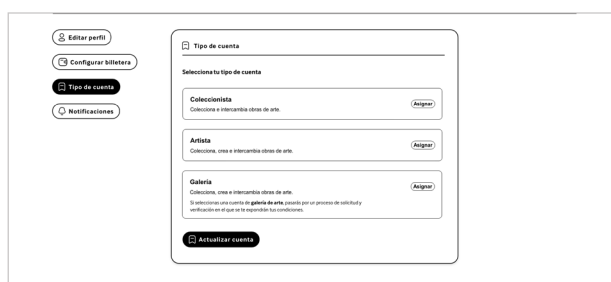 Editar perfil
Configurar billetera
Tipo de cuenta
Notificaciones
Tipo de cuenta
Selecciona tu tipo de cuenta
Coleccionista
Colecciona e intercambia obras de arte.
Asignar
Artista
Colecciona, crea e intercambia obras de arte.
Asignar
Galería
Colecciona, crea e intercambia obras de arte.
Si seleccionas una cuenta de galería de arte, pasarás por un proceso de solicitud y
verificación en el que se te expondrán tus condiciones.
Asignar
Actualizar cuenta